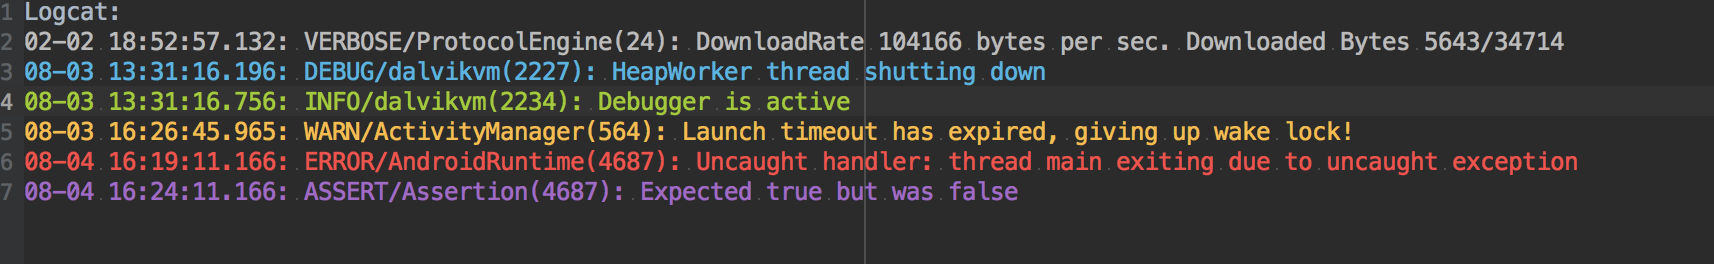 1 Logcat:
2 02-02 18:52:57.132: VERBOSE/ProtocolEngine(24): DownloadRate 104166 bytes per sec. Downloaded Bytes 5643/34714
3 08-03 13:31:16.196: DEBUG/dalvikvm(2227): HeapWorker thread shutting down
4 08-03 13:31:16.756: INFO/dalvikvm(2234): Debugger is active
5 08-03 16:26:45.965: WARN/ActivityManager(564): Launch timeout has expired, giving up wake lock!
6 08-04 16:19:11.166: ERROR/AndroidRuntime(4687): Uncaught handler: thread main exiting due to uncaught exception
7 08-04 16:24:11.166: ASSERT/Assertion(4687): Expected true but was false